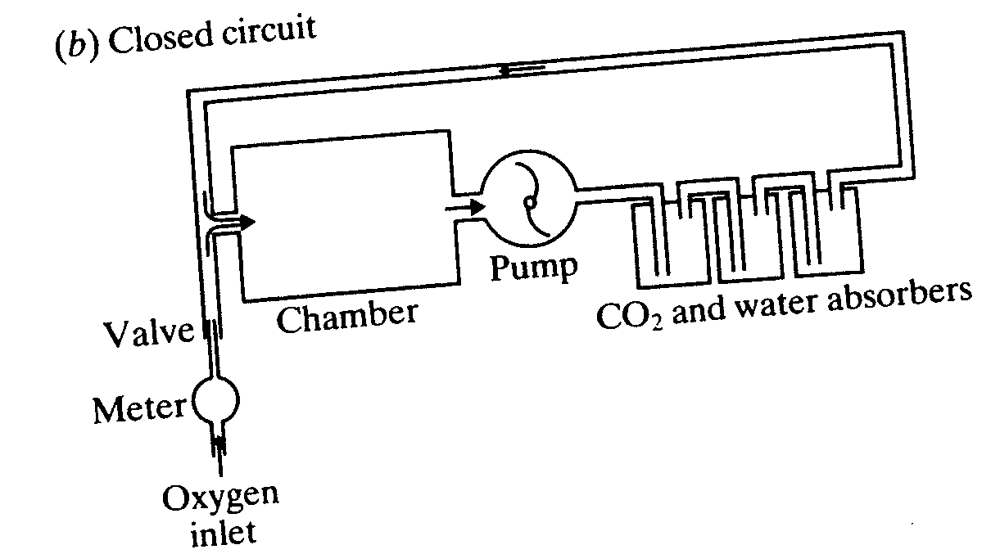 (b) Closed circuit
Pump
CO₂ and water absorbers
Chamber
Valve
Meter
Oxygen
inlet